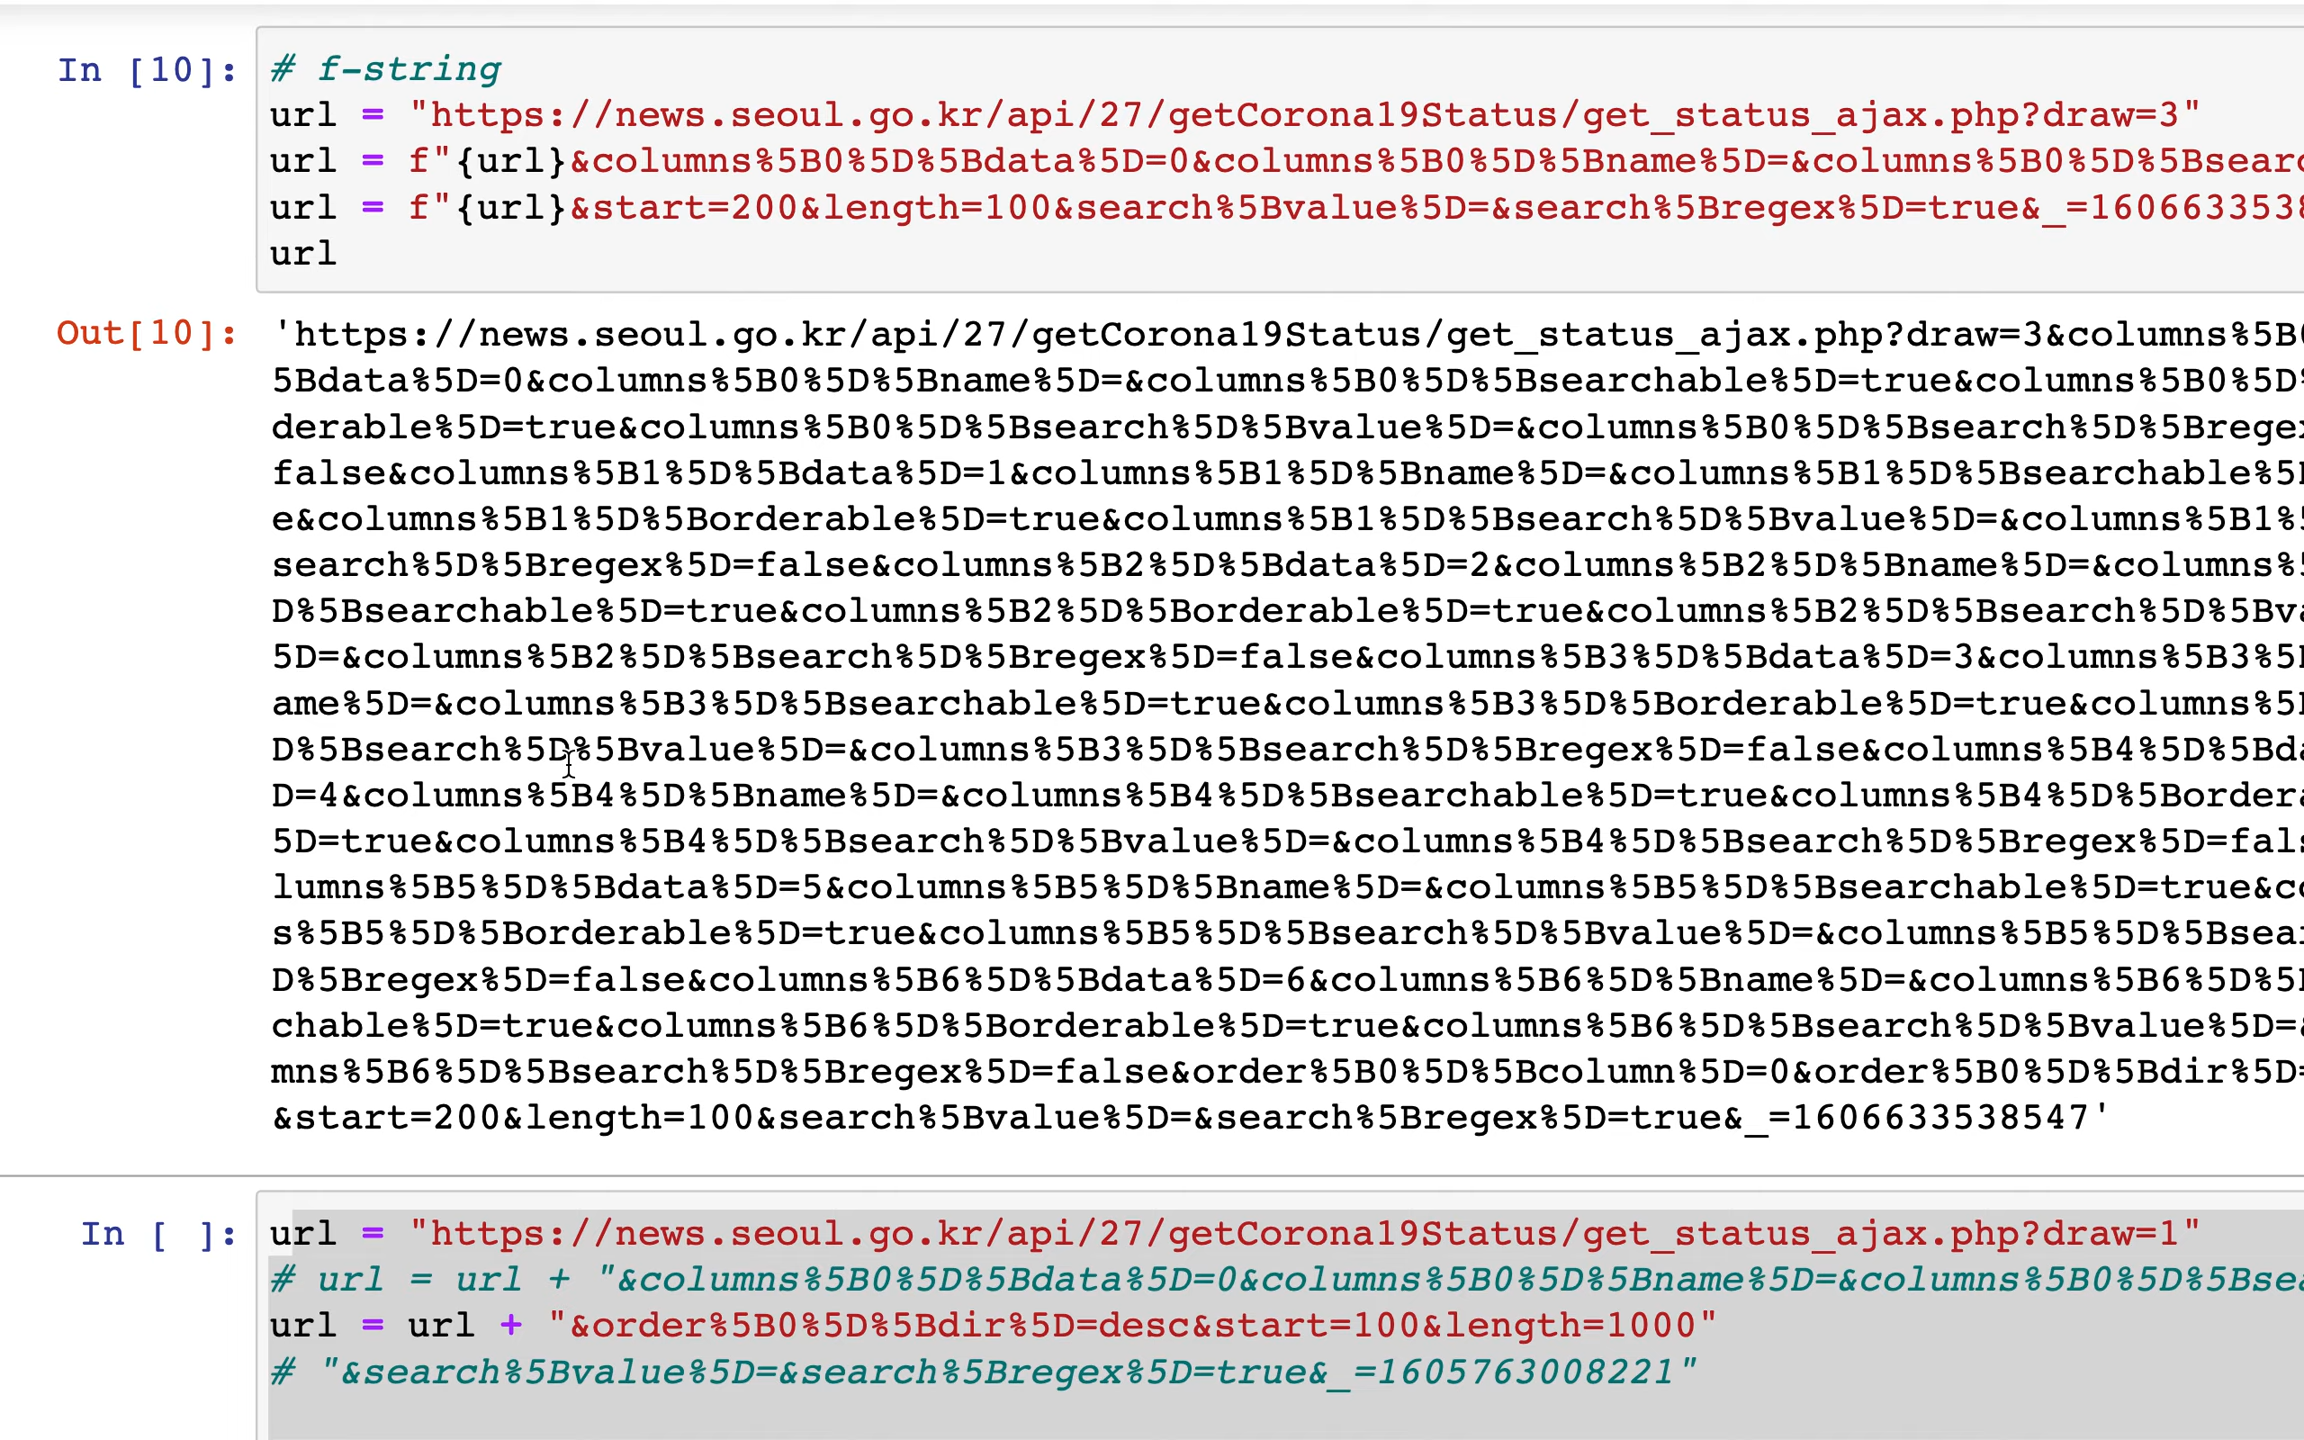 In [10]:
# f-string
url = "https://news.seoul.go.kr/api/27/getCorona19Status/get_status_ajax.php?draw=3"
url = f"{url}&columns%5B0%5D%5Bdata%5D=0&columns%5B0%5D%5Bname%5D=&columns%5B0%5D%5Bsearc
url = f"{url}&start=200&length=100&search%5Bvalue%5D=&search%5Bregex%5D=true&_=1606633538
url
Out[10]:
'https://news.seoul.go.kr/api/27/getCorona19Status/get_status_ajax.php?draw=3&columns%5B
5Bdata%5D=0&columns%5B0%5D%5Bname%5D=&columns%5B0%5D%5Bsearchable%5D=true&columns%5B0%5D
derable%5D=true&columns%5B0%5D%5Bsearch%5D%5Bvalue%5D=&columns%5B0%5D%5Bsearch%5D%5Brege
false&columns%5B1%5D%5Bdata%5D=1&columns%5B1%5D%5Bname%5D=&columns%5B1%5D%5Bsearchable%5
e&columns%5B1%5D%5Borderable%5D=true&columns%5B1%5D%5Bsearch%5D%5Bvalue%5D=&columns%5B1%
search%5D%5Bregex%5D=false&columns%5B2%5D%5Bdata%5D=2&columns%5B2%5D%5Bname%5D=&columns%
D%5Bsearchable%5D=true&columns%5B2%5D%5Borderable%5D=true&columns%5B2%5D%5Bsearch%5D%5Bv
5D=&columns%5B2%5D%5Bsearch%5D%5Bregex%5D=false&columns%5B3%5D%5Bdata%5D=3&columns%5B3%5
ame%5D=&columns%5B3%5D%5Bsearchable%5D=true&columns%5B3%5D%5Borderable%5D=true&columns%5
D%5Bsearch%5D%5Bvalue%5D=&columns%5B3%5D%5Bsearch%5D%5Bregex%5D=false&columns%5B4%5D%5Bd
D=4&columns%5B4%5D%5Bname%5D=&columns%5B4%5D%5Bsearchable%5D=true&columns%5B4%5D%5Border
5D=true&columns%5B4%5D%5Bsearch%5D%5Bvalue%5D=&columns%5B4%5D%5Bsearch%5D%5Bregex%5D=fal
lumns%5B5%5D%5Bdata%5D=5&columns%5B5%5D%5Bname%5D=&columns%5B5%5D%5Bsearchable%5D=true&c
s%5B5%5D%5Borderable%5D=true&columns%5B5%5D%5Bsearch%5D%5Bvalue%5D=&columns%5B5%5D%5Bsea
D%5Bregex%5D=false&columns%5B6%5D%5Bdata%5D=6&columns%5B6%5D%5Bname%5D=&columns%5B6%5D%5
chable%5D=true&columns%5B6%5D%5Borderable%5D=true&columns%5B6%5D%5Bsearch%5D%5Bvalue%5D=
mns%5B6%5D%5Bsearch%5D%5Bregex%5D=false&order%5B0%5D%5Bcolumn%5D=0&order%5B0%5D%5Bdir%5D
&start=200&length=100&search%5Bvalue%5D=&search%5Bregex%5D=true&_=1606633538547'
In [ ]:
url = "https://news.seoul.go.kr/api/27/getCorona19Status/get_status_ajax.php?draw=1"
# url = url + "&columns%5B0%5D%5Bdata%5D=0&columns%5B0%5D%5Bname%5D=&columns%5B0%5D%5Bse
url = url + "&order%5B0%5D%5Bdir%5D=desc&start=100&length=1000"
# "&search%5Bvalue%5D=&search%5Bregex%5D=true&_=1605763008221"